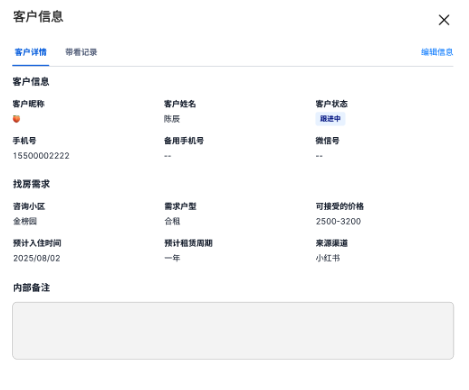 客户信息
客户详情 带看记录 编辑信息
客户信息
客户昵称 客户姓名 客户状态
🍑 陈辰 跟进中
手机号 备用手机号 微信号
15500002222 -- --
找房需求
咨询小区 需求户型 可接受的价格
金榜园 合租 2500-3200
预计入住时间 预计租赁周期 来源渠道
2025/08/02 一年 小红书
内部备注